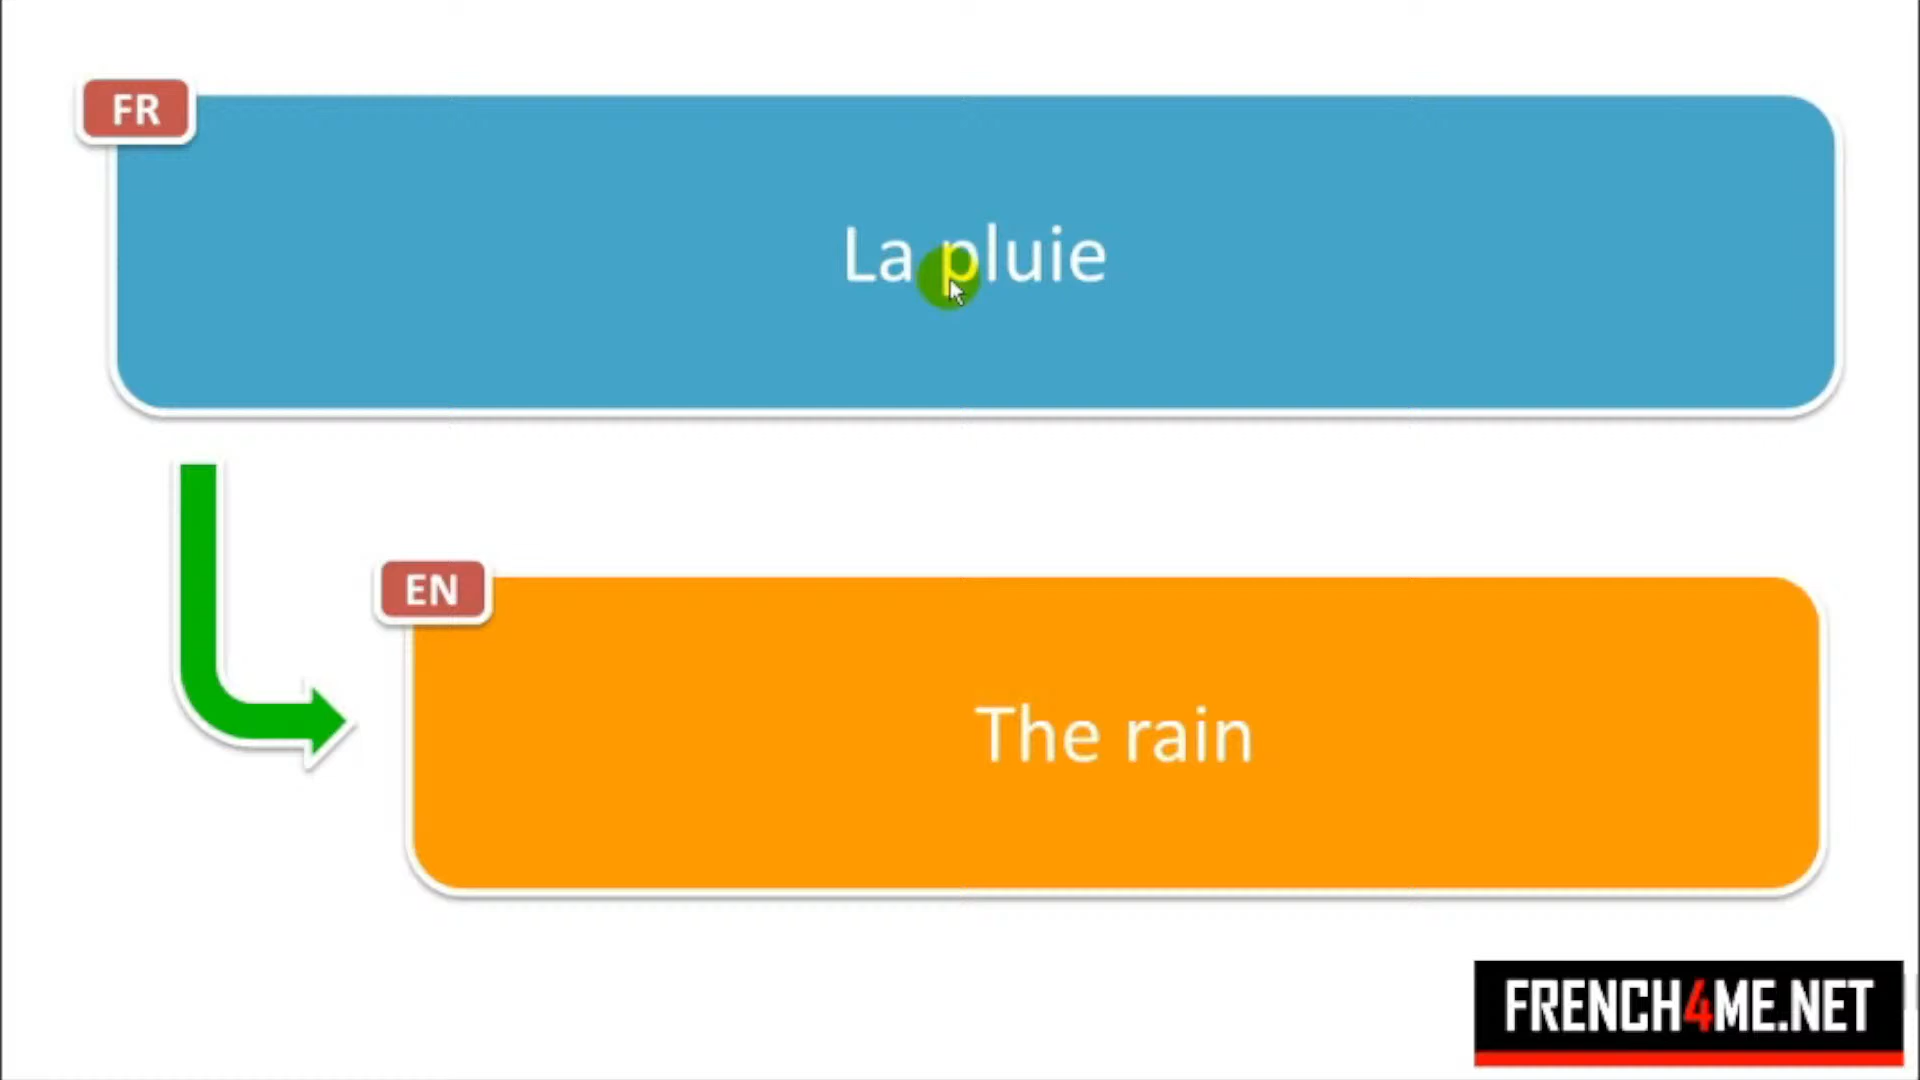 FR
La pluie
EN
The rain
FRENCH4ME.NET